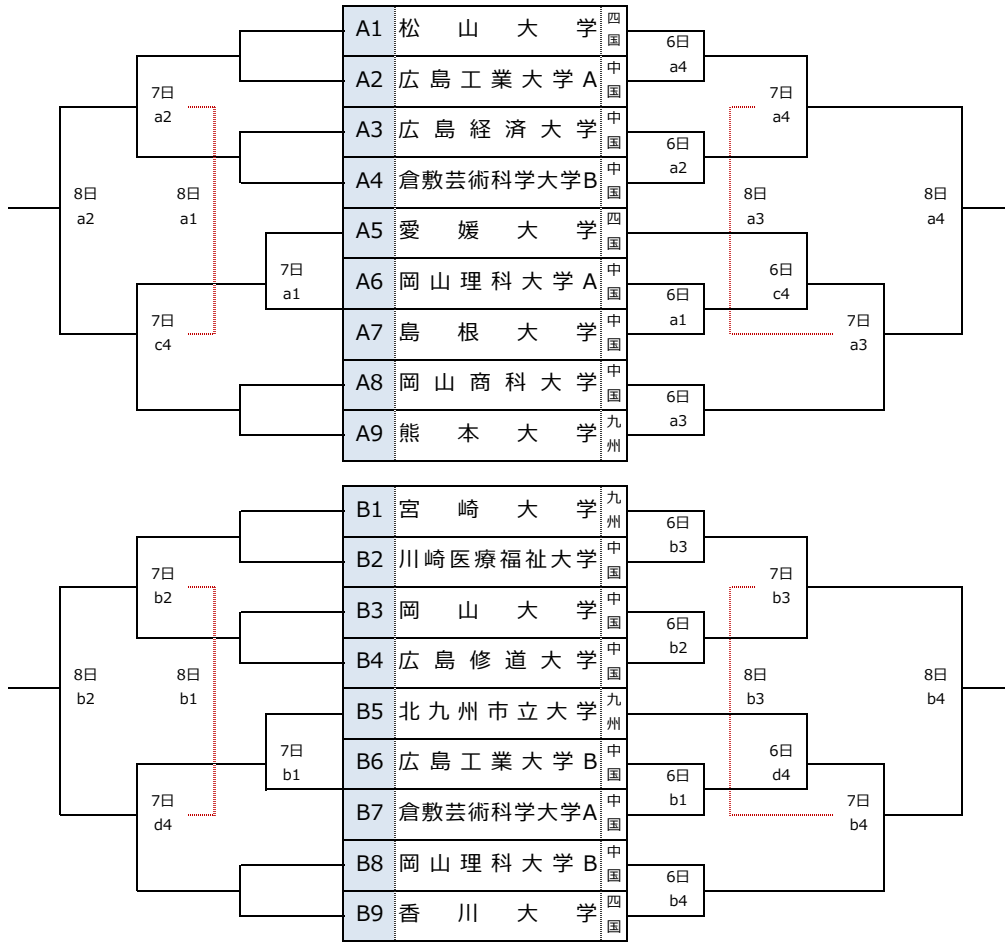 A1 松山大学 四国
6日
a4
A2 広島工業大学A 中国
7日
a2
7日
a4
A3 広島経済大学 中国
6日
a2
A4 倉敷芸術科学大学B 中国
8日
a2
8日
a1
8日
a3
8日
a4
A5 愛媛大学 四国
7日
a1
6日
c4
A6 岡山理科大学A 中国
6日
a1
A7 島根大学 中国
7日
c4
7日
a3
A8 岡山商科大学 中国
6日
a3
A9 熊本大学 九州
B1 宮崎大学 九州
6日
b3
B2 川崎医療福祉大学 中国
7日
b2
7日
b3
B3 岡山大学 中国
6日
b2
B4 広島修道大学 中国
8日
b2
8日
b1
8日
b3
8日
b4
B5 北九州市立大学 九州
7日
b1
6日
d4
B6 広島工業大学B 中国
6日
b1
B7 倉敷芸術科学大学A 中国
7日
d4
7日
b4
B8 岡山理科大学B 中国
6日
b4
B9 香川大学 四国